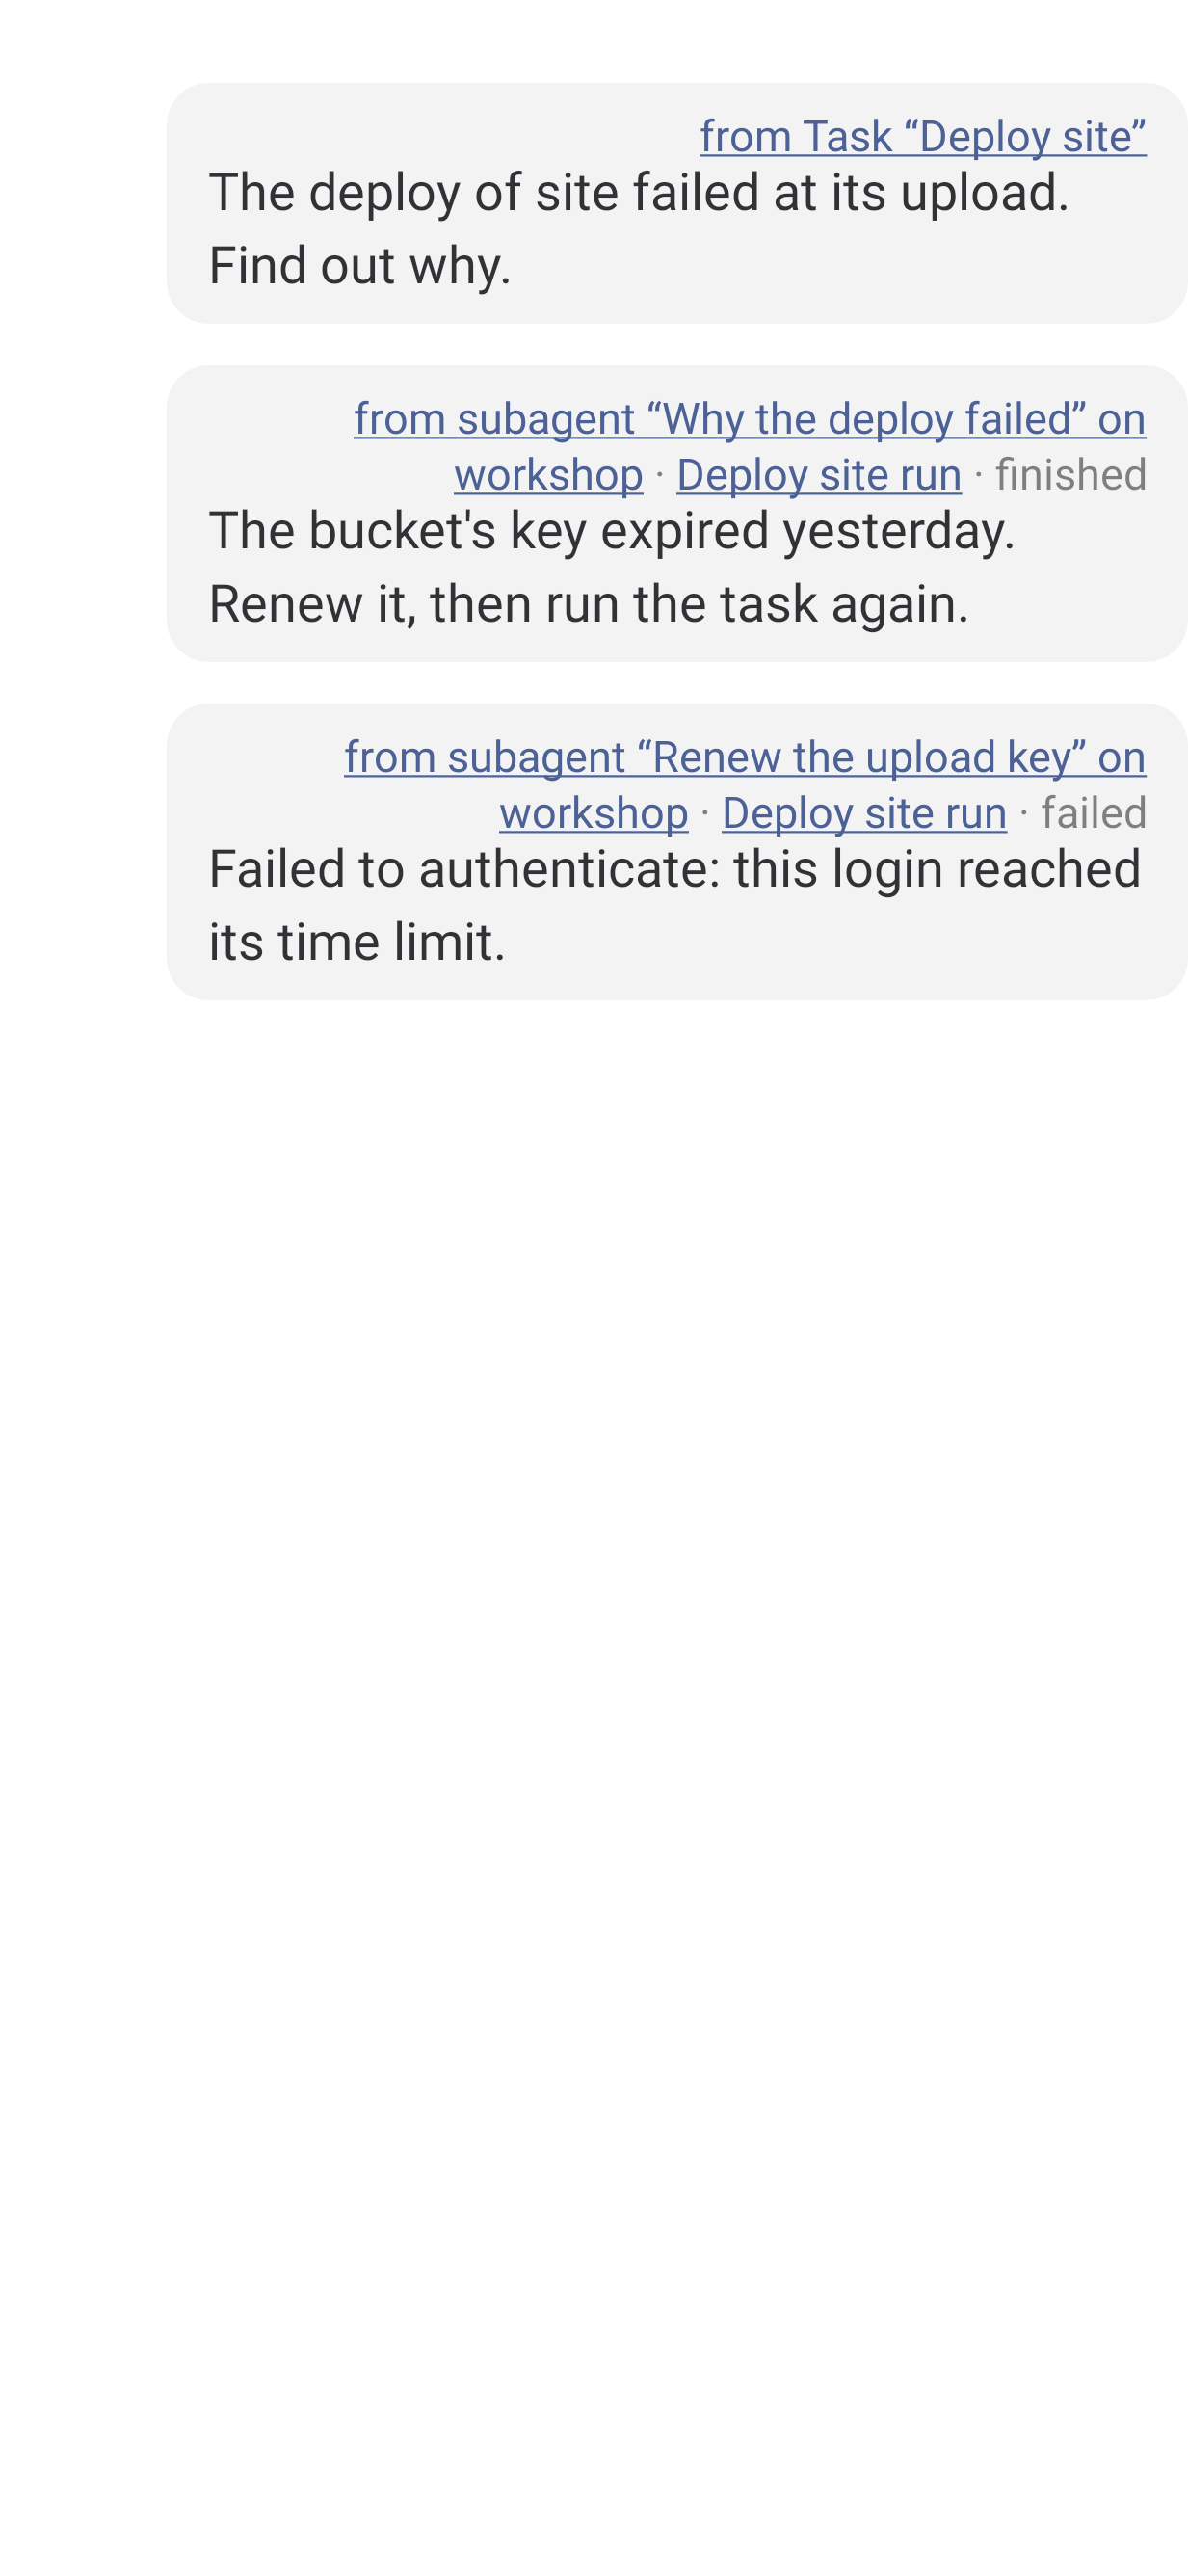 from Task “Deploy site”
The deploy of site failed at its upload.
Find out why.
from subagent “Why the deploy failed” on
workshop · Deploy site run · finished
The bucket's key expired yesterday.
Renew it, then run the task again.
from subagent “Renew the upload key” on
workshop · Deploy site run · failed
Failed to authenticate: this login reached
its time limit.